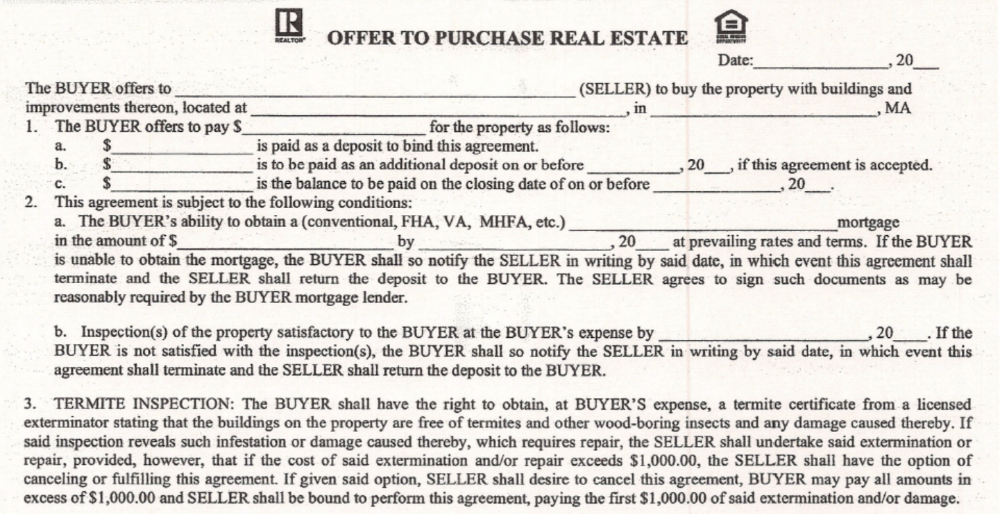 REALTOR®
OFFER TO PURCHASE REAL ESTATE
Date:____________, 20___
The BUYER offers to ____________ (SELLER) to buy the property with buildings and
improvements thereon, located at ____________, in ____________, MA
1. The BUYER offers to pay $____________ for the property as follows:
a. $____________ is paid as a deposit to bind this agreement.
b. $____________ is to be paid as an additional deposit on or before ____________, 20___, if this agreement is accepted.
c. $____________ is the balance to be paid on the closing date of on or before ____________, 20___.
2. This agreement is subject to the following conditions:
a. The BUYER's ability to obtain a (conventional, FHA, VA, MHFA, etc.) ____________mortgage
in the amount of $____________ by ____________, 20____ at prevailing rates and terms. If the BUYER
is unable to obtain the mortgage, the BUYER shall so notify the SELLER in writing by said date, in which event this agreement shall
terminate and the SELLER shall return the deposit to the BUYER. The SELLER agrees to sign such documents as may be
reasonably required by the BUYER mortgage lender.
b. Inspection(s) of the property satisfactory to the BUYER at the BUYER's expense by ____________, 20____. If the
BUYER is not satisfied with the inspection(s), the BUYER shall so notify the SELLER in writing by said date, in which event this
agreement shall terminate and the SELLER shall return the deposit to the BUYER.
3. TERMITE INSPECTION: The BUYER shall have the right to obtain, at BUYER'S expense, a termite certificate from a licensed
exterminator stating that the buildings on the property are free of termites and other wood-boring insects and any damage caused thereby. If
said inspection reveals such infestation or damage caused thereby, which requires repair, the SELLER shall undertake said extermination or
repair, provided, however, that if the cost of said extermination and/or repair exceeds $1,000.00, the SELLER shall have the option of
canceling or fulfilling this agreement. If given said option, SELLER shall desire to cancel this agreement, BUYER may pay all amounts in
excess of $1,000.00 and SELLER shall be bound to perform this agreement, paying the first $1,000.00 of said extermination and/or damage.